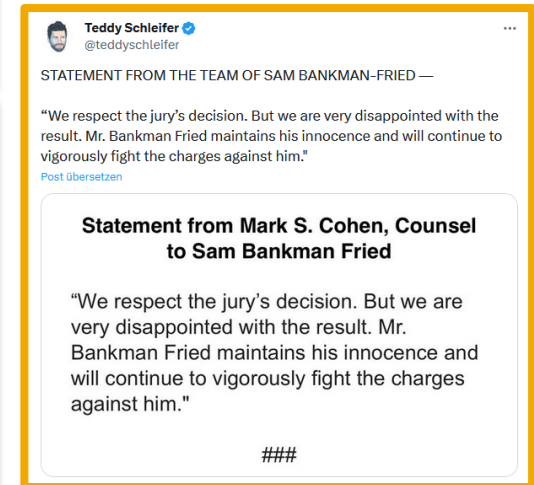 Teddy Schleifer
@teddyschleifer
STATEMENT FROM THE TEAM OF SAM BANKMAN-FRIED —
“We respect the jury’s decision. But we are very disappointed with the
result. Mr. Bankman Fried maintains his innocence and will continue to
vigorously fight the charges against him."
Post übersetzen
Statement from Mark S. Cohen, Counsel
to Sam Bankman Fried
“We respect the jury’s decision. But we are
very disappointed with the result. Mr.
Bankman Fried maintains his innocence and
will continue to vigorously fight the charges
against him."
###